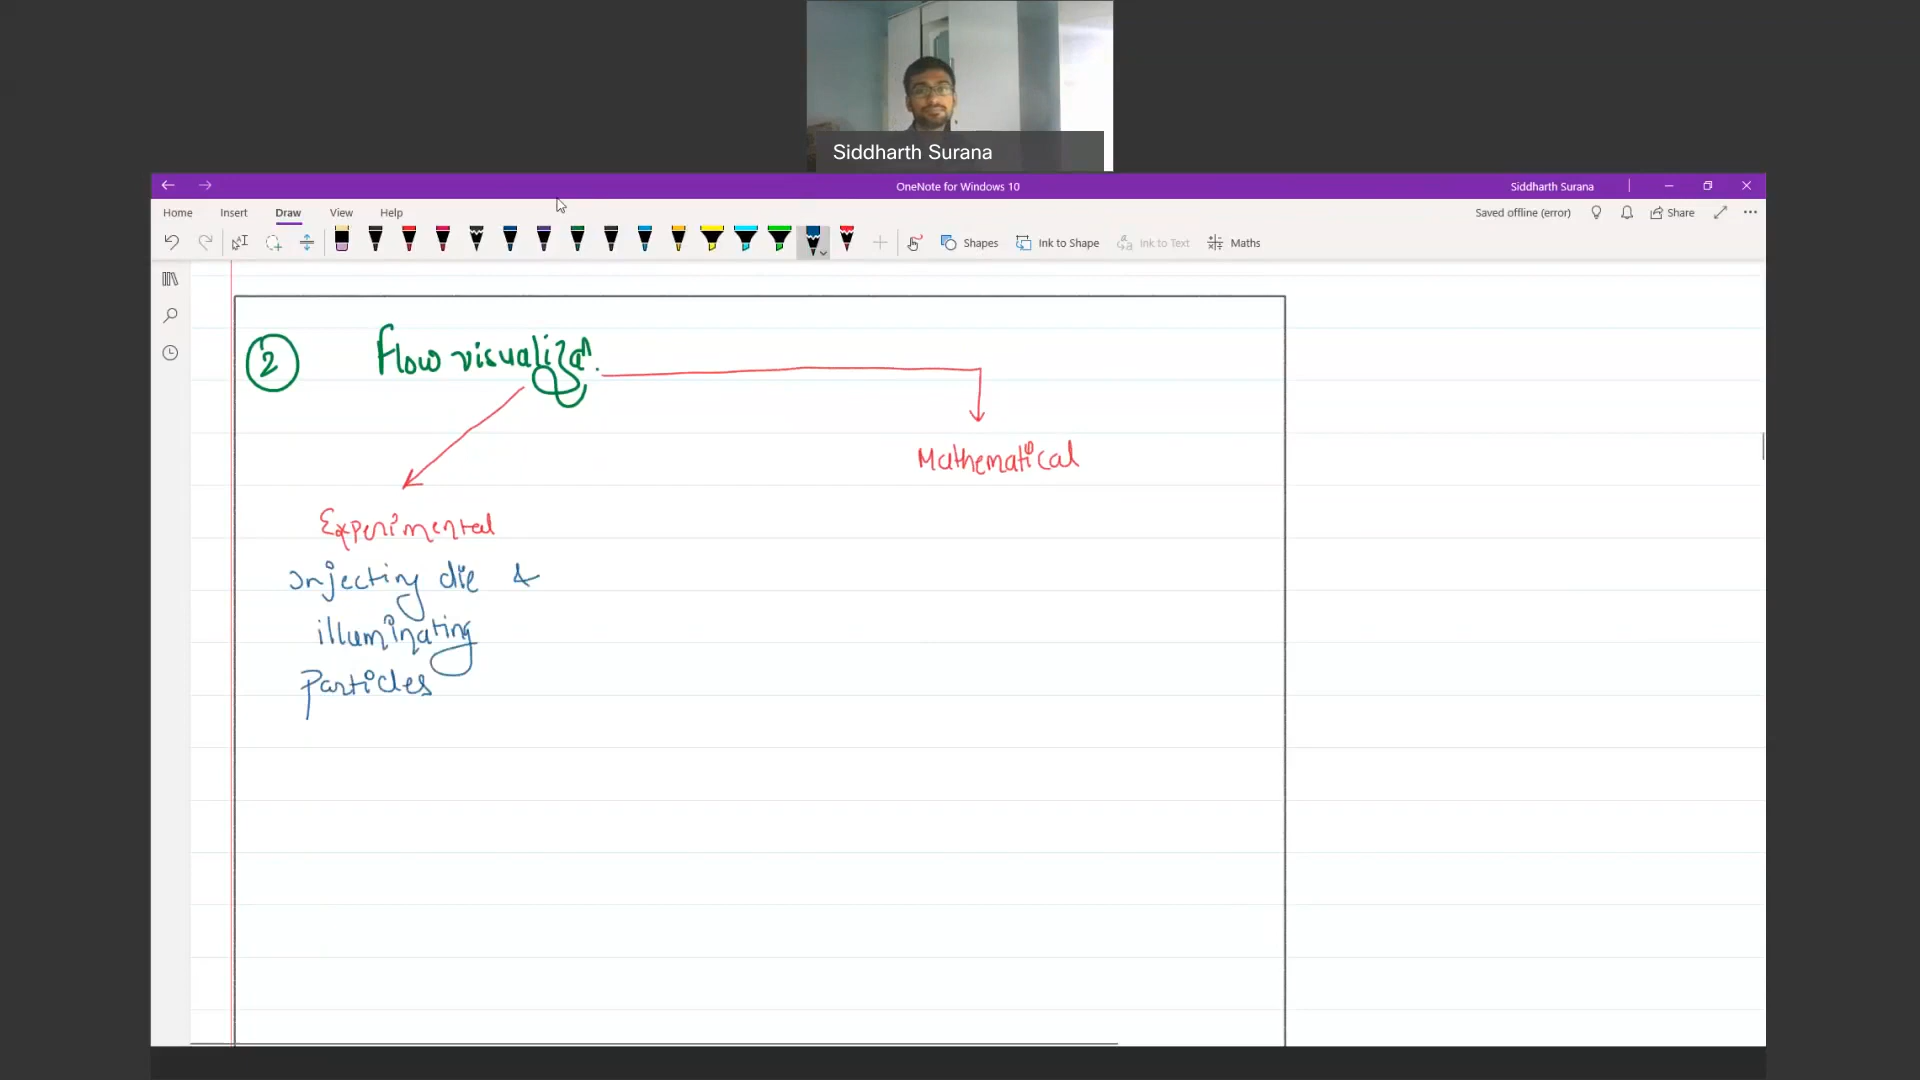 Siddharth Surana
OneNote for Windows 10
Siddharth Surana
Home Insert Draw View Help
Saved offline (error)
Share
Shapes
Ink to Shape
Ink to Text
Maths
2 Flow visualizaⁿ.
Mathematical
Experimental
Injecting die &
illuminating
Particles